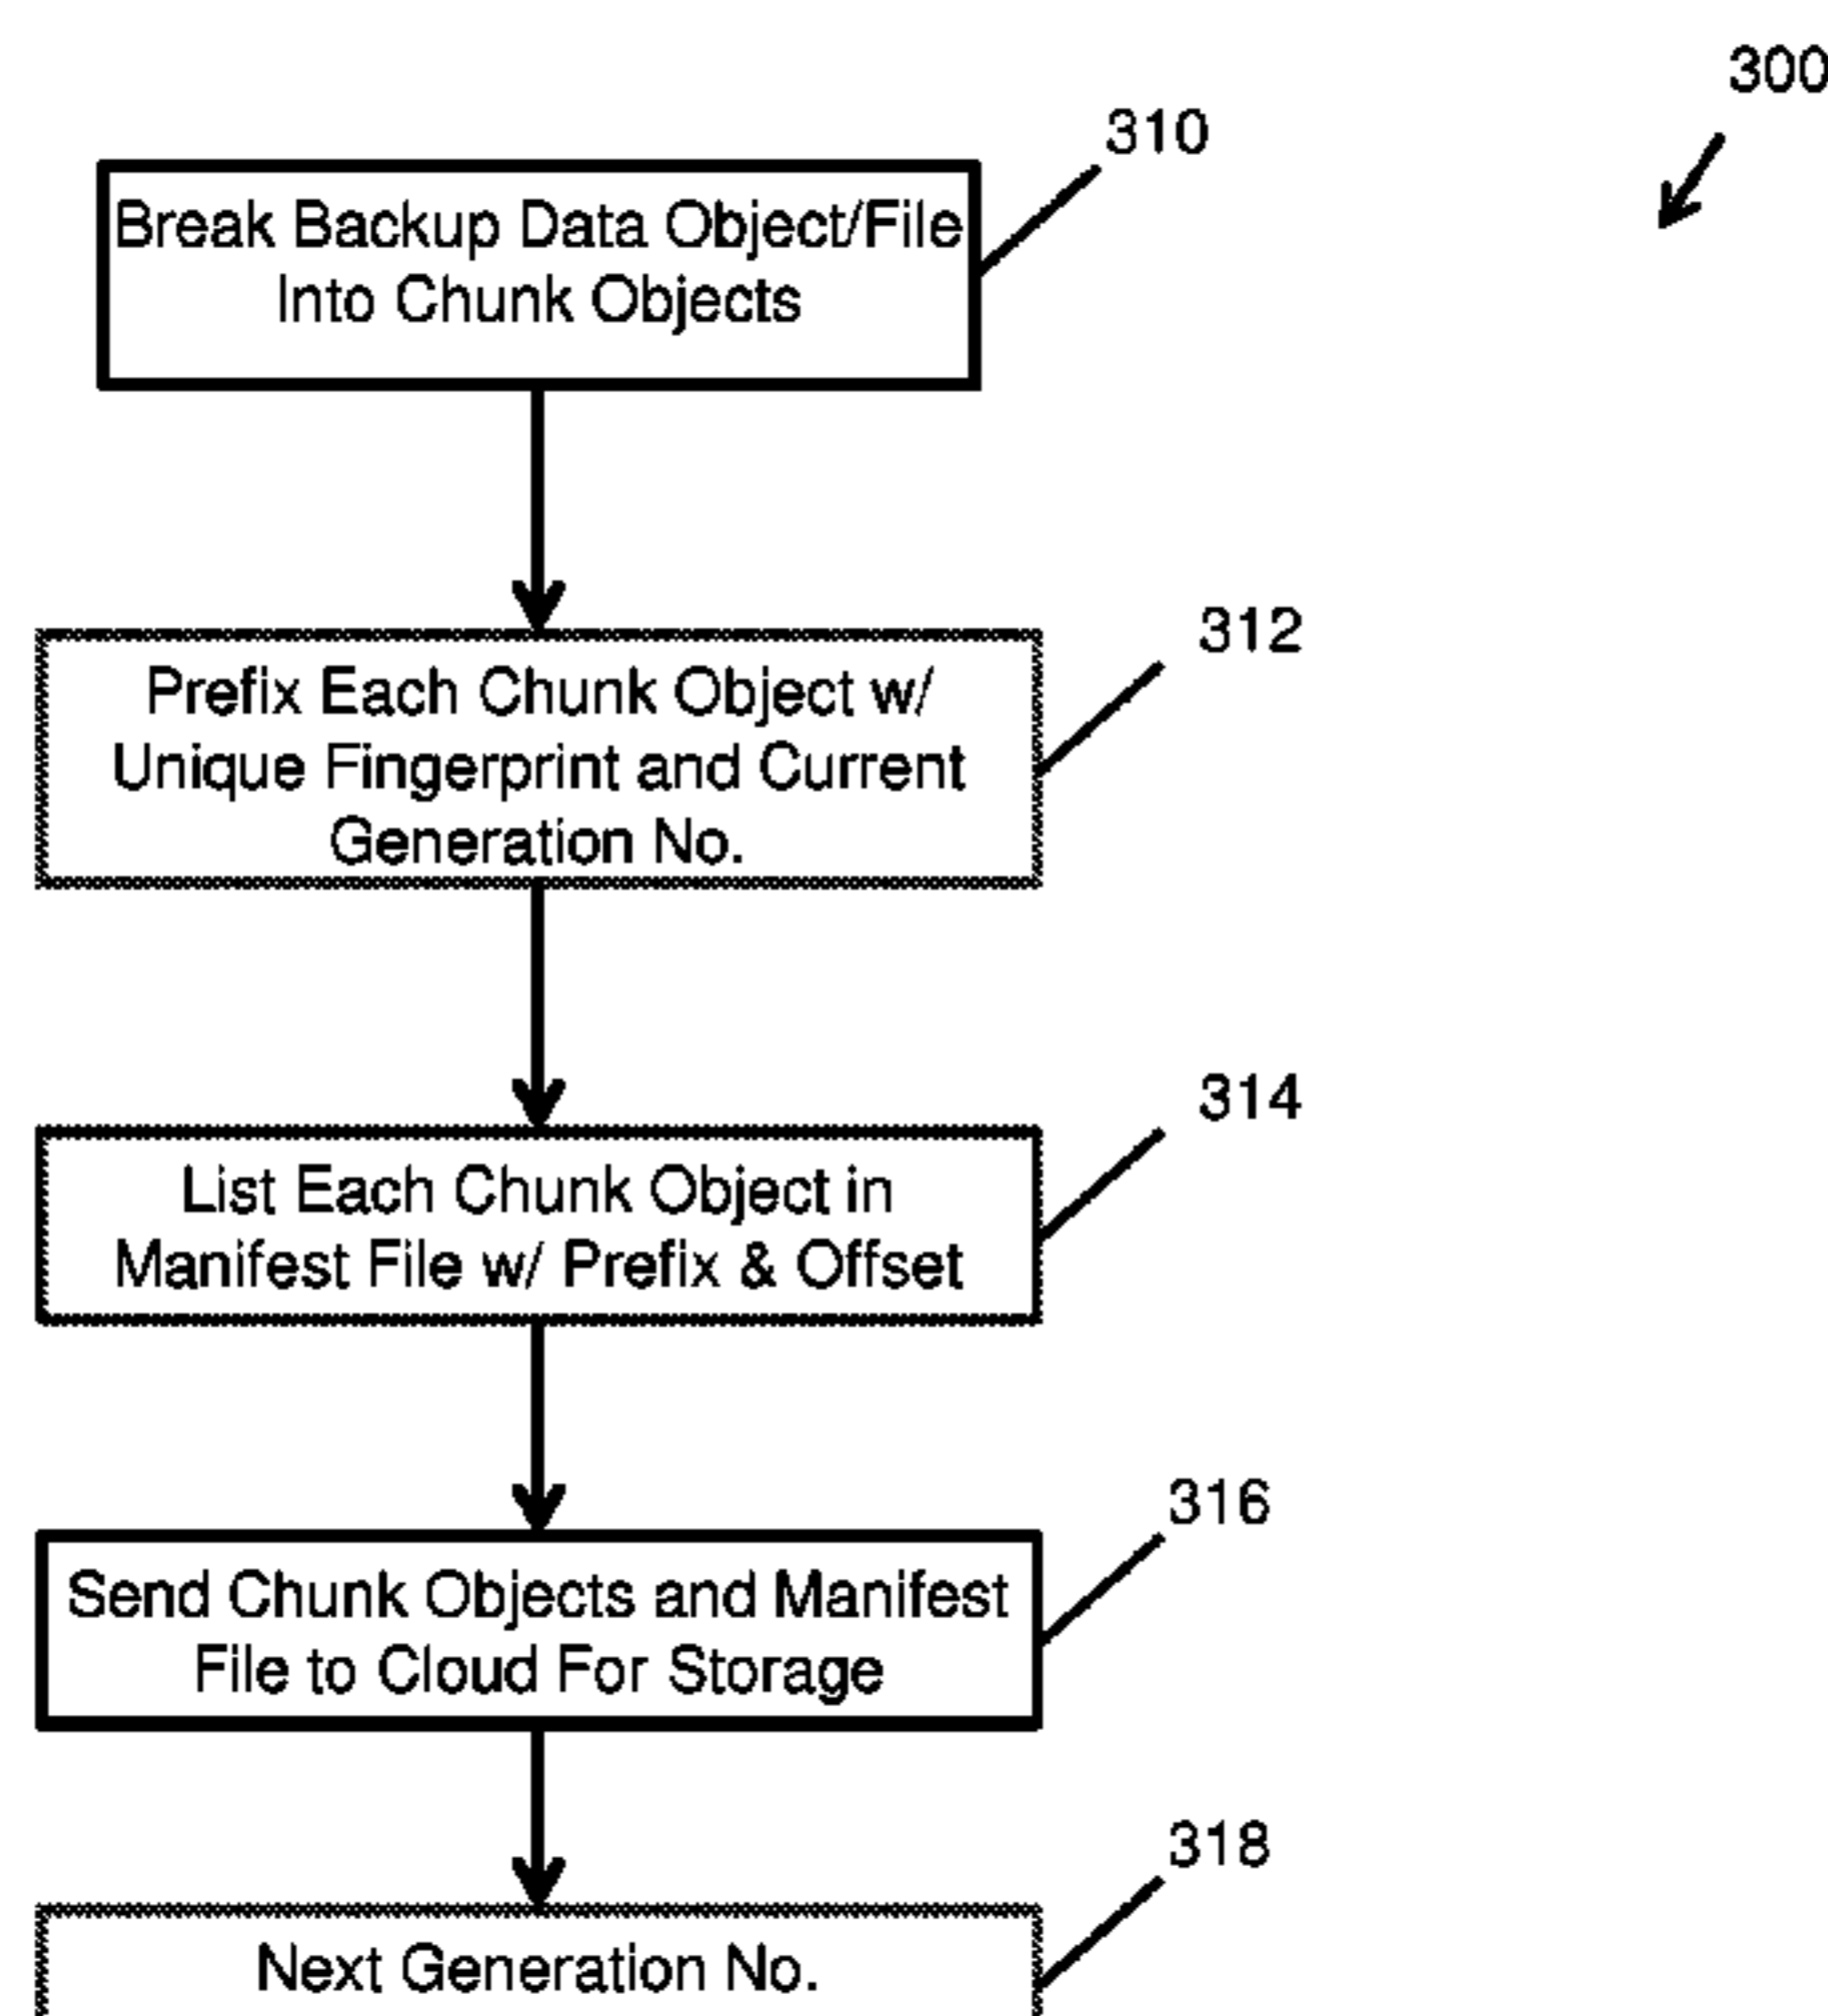 300
310
Break Backup Data Object/File
Into Chunk Objects
312
Prefix Each Chunk Object w/
Unique Fingerprint and Current
Generation No.
314
List Each Chunk Object in
Manifest File w/ Prefix & Offset
316
Send Chunk Objects and Manifest
File to Cloud For Storage
318
Next Generation No.